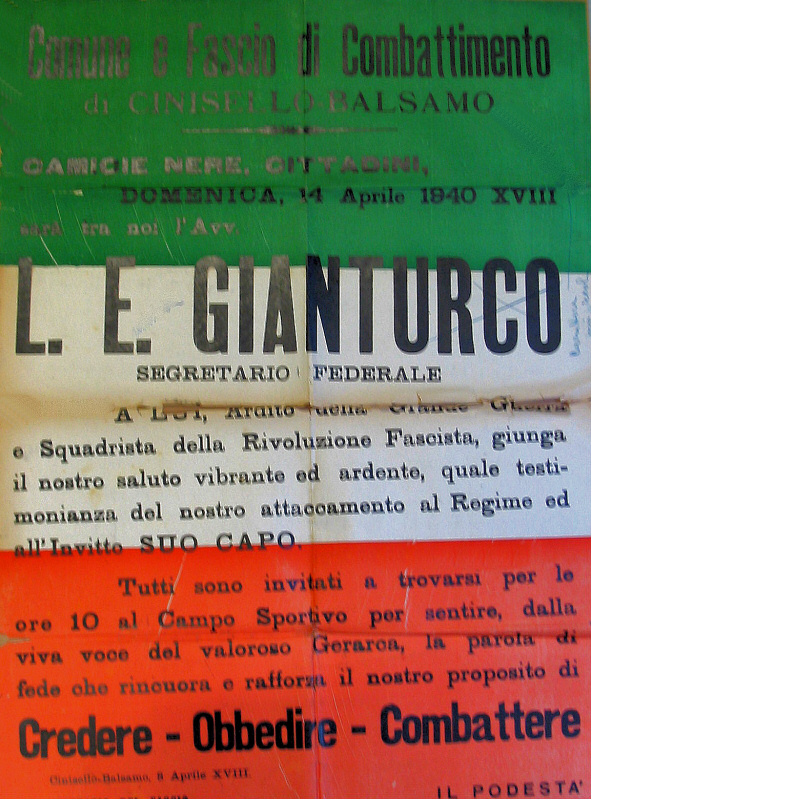 Comune e Fascio di Combattimento
di CINISELLO-BALSAMO
CAMICIE NERE, CITTADINI,
DOMENICA, 14 Aprile 1940 XVIII
sarà tra noi l'Avv.
L. E. GIANTURCO
SEGRETARIO FEDERALE
A LUI, Ardito della Grande Guerra
e Squadrista della Rivoluzione Fascista, giunga
il nostro saluto vibrante ed ardente, quale testi-
monianza del nostro attaccamento al Regime ed
all'Invitto SUO CAPO.
Tutti sono invitati a trovarsi per le
ore 10 al Campo Sportivo per sentire, dalla
viva voce del valoroso Gerarca, la parola di
fede che rincuora e rafforza il nostro proposito di
Credere - Obbedire - Combattere
Cinisello-Balsamo, 8 Aprile XVIII.
IL PODESTA'